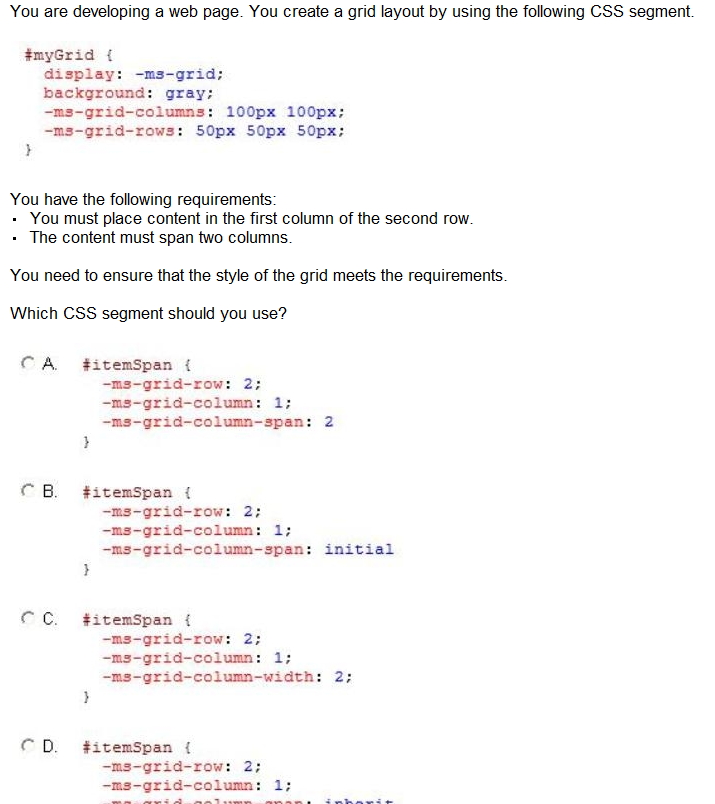 You are developing a web page. You create a grid layout by using the following CSS segment.
#myGrid {
display: -ms-grid;
background: gray;
-ms-grid-columns: 100px 100px;
-ms-grid-rows: 50px 50px 50px;
}
You have the following requirements:
· You must place content in the first column of the second row.
· The content must span two columns.
You need to ensure that the style of the grid meets the requirements.
Which CSS segment should you use?
A. #itemSpan {
-ms-grid-row: 2;
-ms-grid-column: 1;
-ms-grid-column-span: 2
}
B. #itemSpan {
-ms-grid-row: 2;
-ms-grid-column: 1;
-ms-grid-column-span: initial
}
C. #itemSpan {
-ms-grid-row: 2;
-ms-grid-column: 1;
-ms-grid-column-width: 2;
}
D. #itemSpan {
-ms-grid-row: 2;
-ms-grid-column: 1;